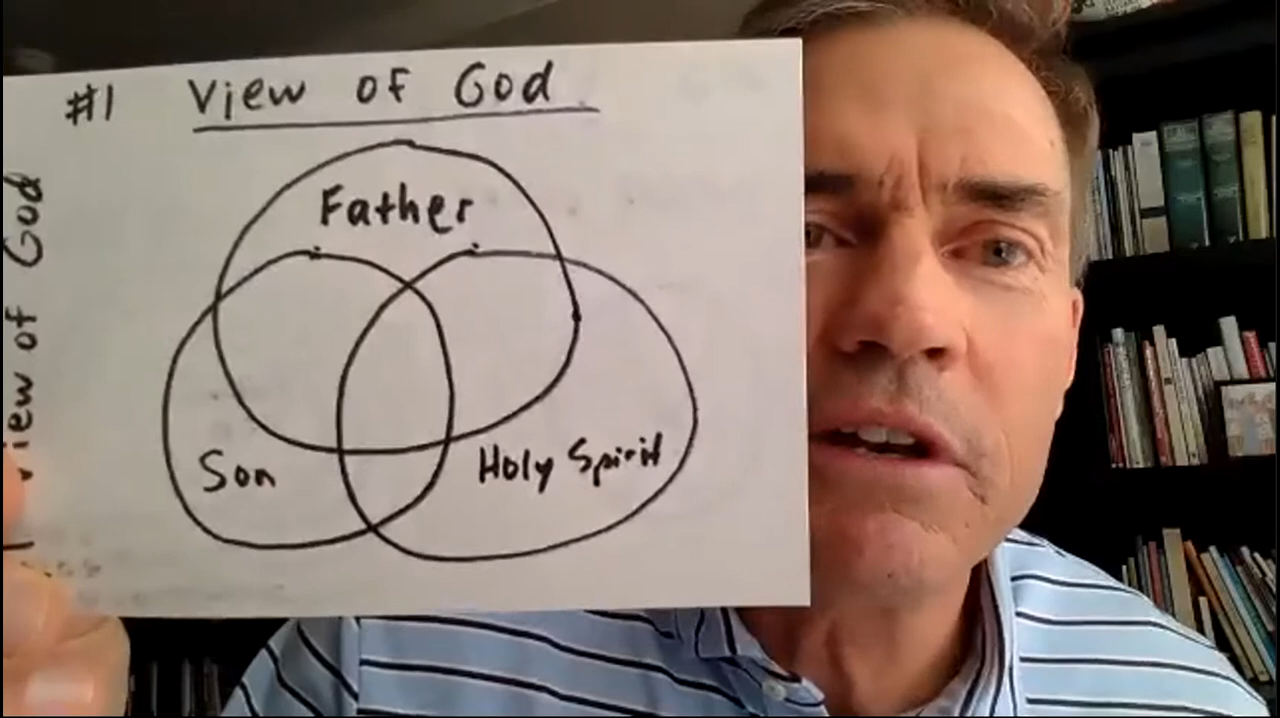 #1 View of God
Father
Son
Holy Spirit
View of God